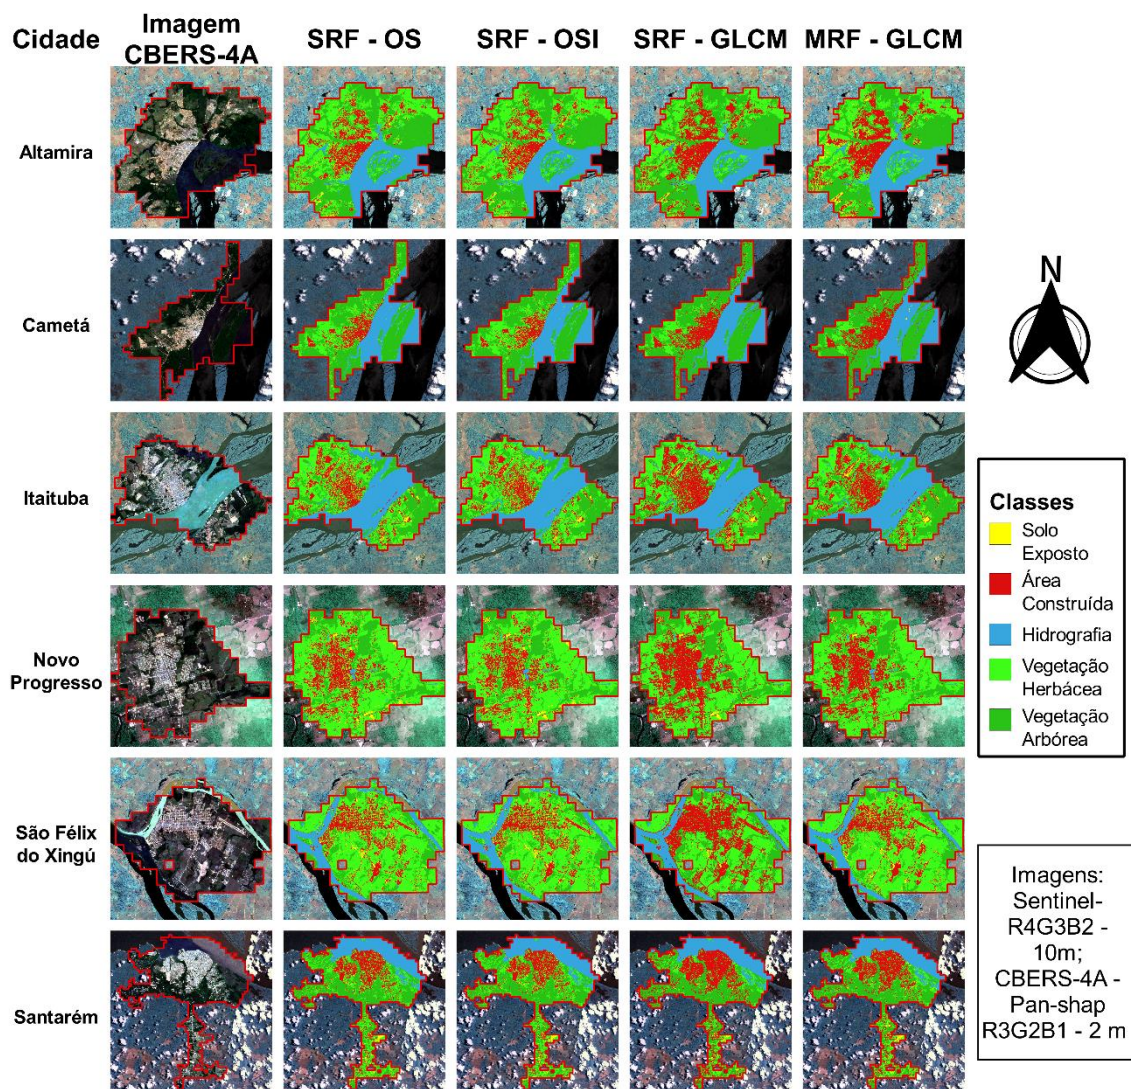 Cidade
Imagem
CBERS-4A
SRF - OS
SRF - OSI
SRF - GLCM
MRF - GLCM
Altamira
Cametá
N
Itaituba
Classes
Solo
Exposto
Área
Construída
Hidrografia
Vegetação
Herbácea
Vegetação
Arbórea
Novo
Progresso
São Félix
do Xingú
Imagens:
Sentinel-
R4G3B2 -
10m;
CBERS-4A -
Pan-shap
R3G2B1 - 2 m
Santarém